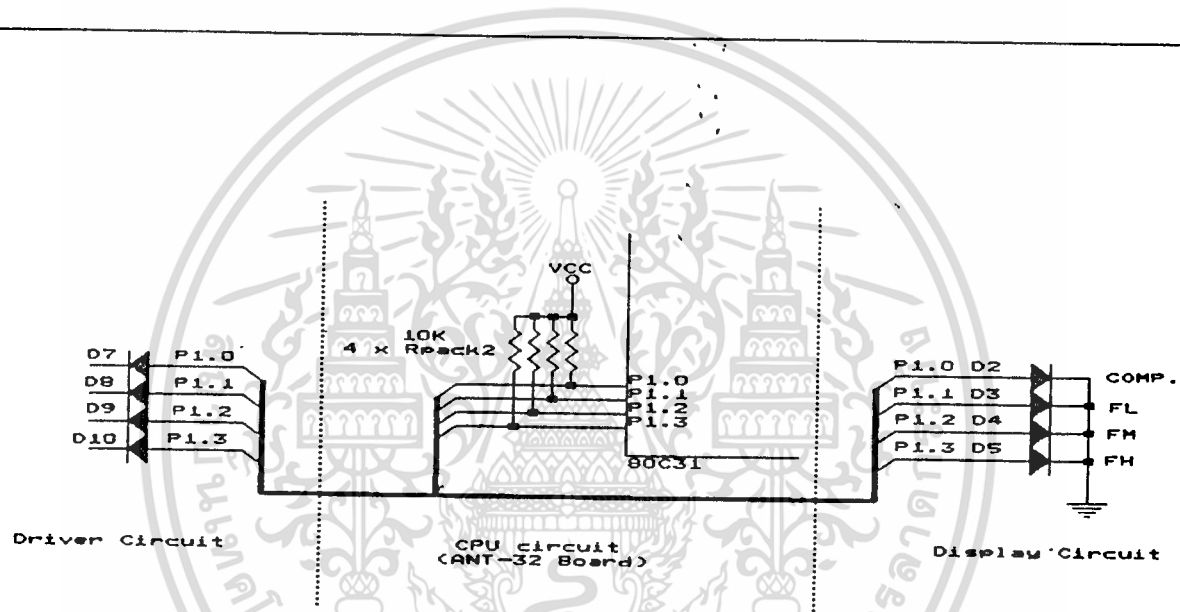 VCC
10K
4 x Rpack2
D7 P1.0
D8 P1.1
D9 P1.2
D10 P1.3
P1.0
P1.1
P1.2
P1.3
80C31
P1.0 D2 COMP.
P1.1 D3 FL
P1.2 D4 FM
P1.3 D5 FH
Driver Circuit
CPU circuit
(ANT-32 Board)
Display Circuit